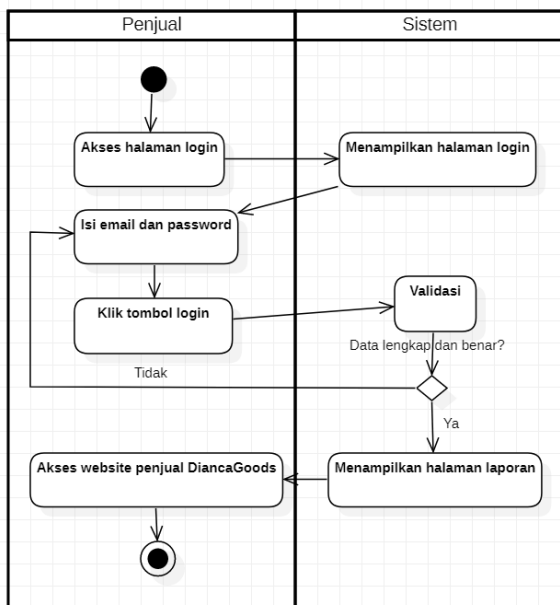 Penjual
Sistem
Akses halaman login
Menampilkan halaman login
Isi email dan password
Klik tombol login
Validasi
Data lengkap dan benar?
Tidak
Ya
Akses website penjual DiancaGoods
Menampilkan halaman laporan